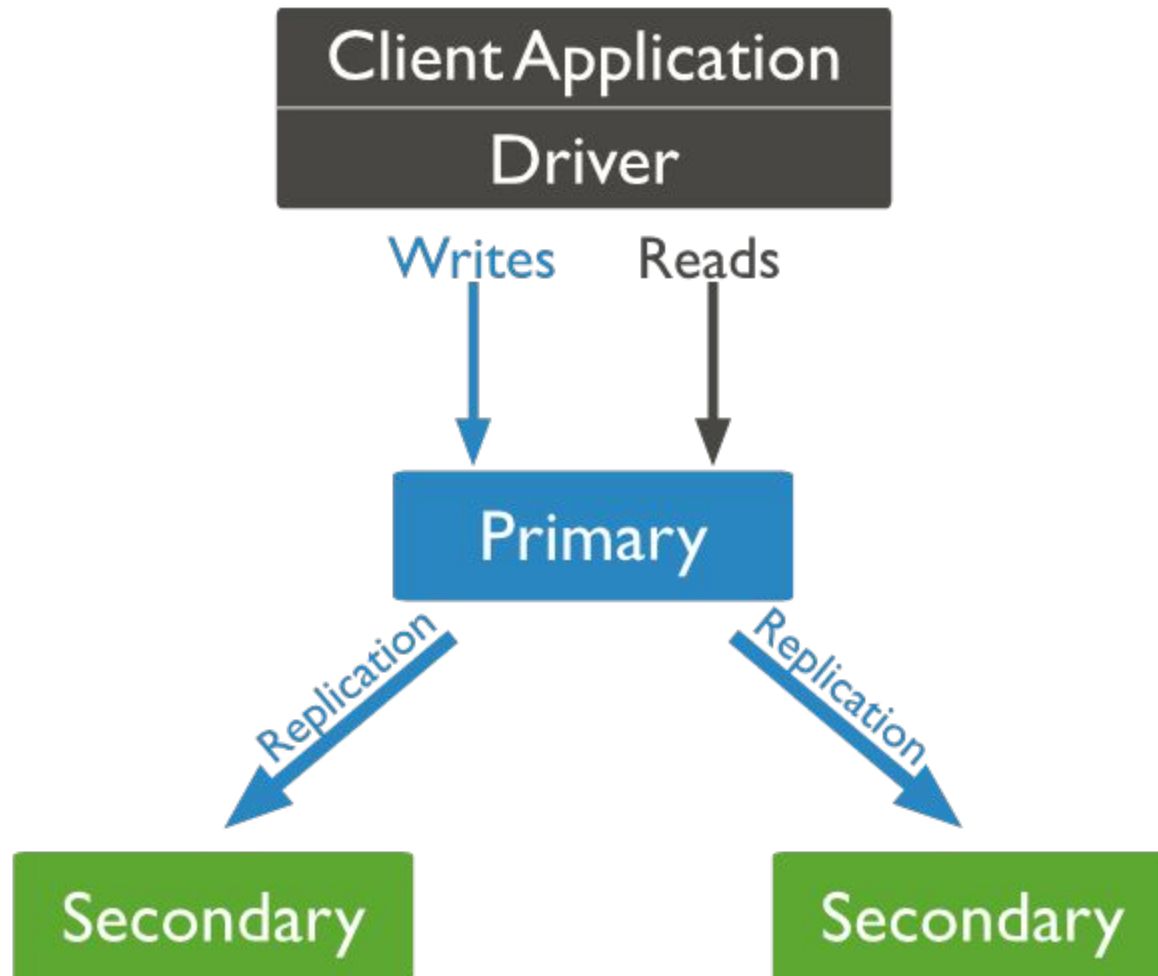 Client Application
Driver
Writes Reads
Primary
Replication Replication
Secondary Secondary